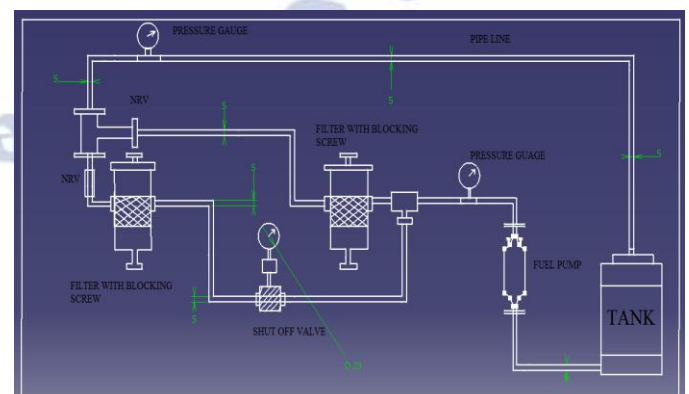 PRESSURE GAUGE
PIPE LINE
S
S
NRV
S
FILTER WITH BLOCKING
SCREW
PRESSURE GUAGE
S
S
NRV
FUEL PUMP
FILTER WITH BLOCKING
SCREW
S
TANK
SHUT OFF VALVE